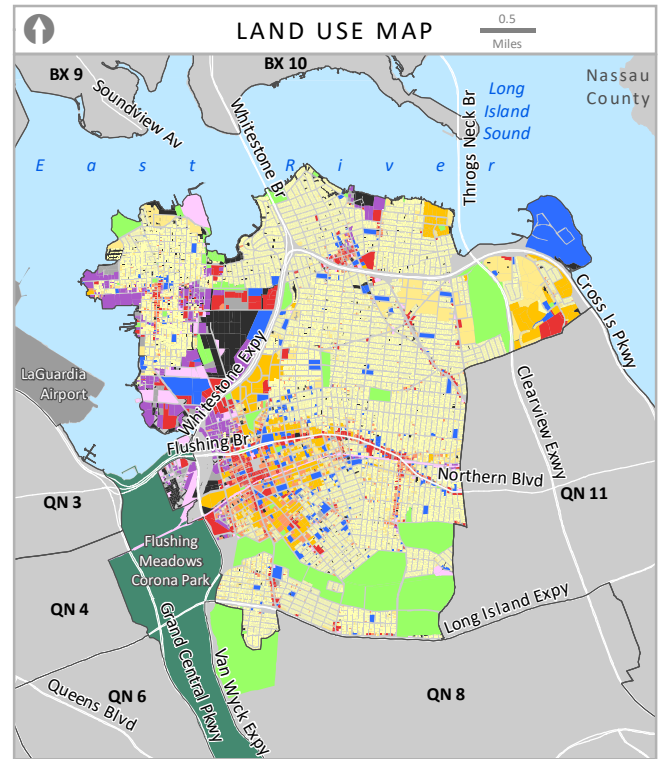 LAND USE MAP
0.5
Miles
BX 9
BX 10
Nassau
County
Soundview Av
Whitestone Br
Throgs Neck Br
Long
Island
Sound
East River
Cross Is Pkwy
LaGuardia
Airport
Whitestone Expy
Clearview Expy
Flushing Br
Northern Blvd
QN 3
QN 11
Flushing
Meadows
Corona Park
QN 4
Grand Central Pkwy
Long Island Expy
Van Wyck Expy
QN 6
QN 8
Queens Blvd